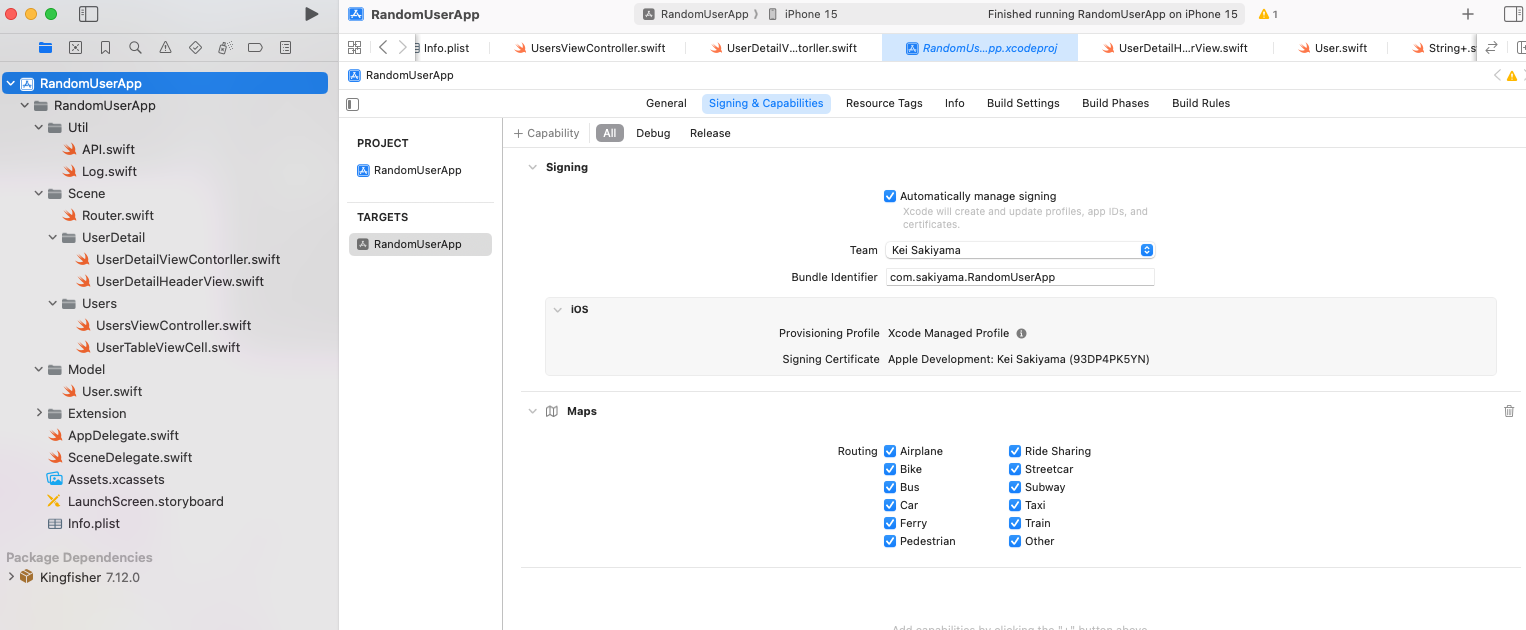 RandomUserApp
RandomUserApp
iPhone 15
Finished running RandomUserApp on iPhone 15
1
Info.plist
UsersViewController.swift
UserDetailV...torller.swift
RandomUs...pp.xcodeproj
UserDetailH...rView.swift
User.swift
String+.s
RandomUserApp
General
Signing & Capabilities
Resource Tags
Info
Build Settings
Build Phases
Build Rules
RandomUserApp
RandomUserApp
Util
API.swift
Log.swift
Scene
Router.swift
UserDetail
UserDetailViewContorller.swift
UserDetailHeaderView.swift
Users
UsersViewController.swift
UserTableViewCell.swift
Model
User.swift
Extension
AppDelegate.swift
SceneDelegate.swift
Assets.xcassets
LaunchScreen.storyboard
Info.plist
Package Dependencies
Kingfisher 7.12.0
PROJECT
RandomUserApp
TARGETS
RandomUserApp
+ Capability
All
Debug
Release
Signing
Automatically manage signing
Xcode will create and update profiles, app IDs, and
certificates.
Team
Kei Sakiyama
Bundle Identifier
com.sakiyama.RandomUserApp
iOS
Provisioning Profile
Xcode Managed Profile
Signing Certificate
Apple Development: Kei Sakiyama (93DP4PK5YN)
Maps
Routing
Airplane
Ride Sharing
Bike
Streetcar
Bus
Subway
Car
Taxi
Ferry
Train
Pedestrian
Other
Add capabilities by clicking the "+" button above